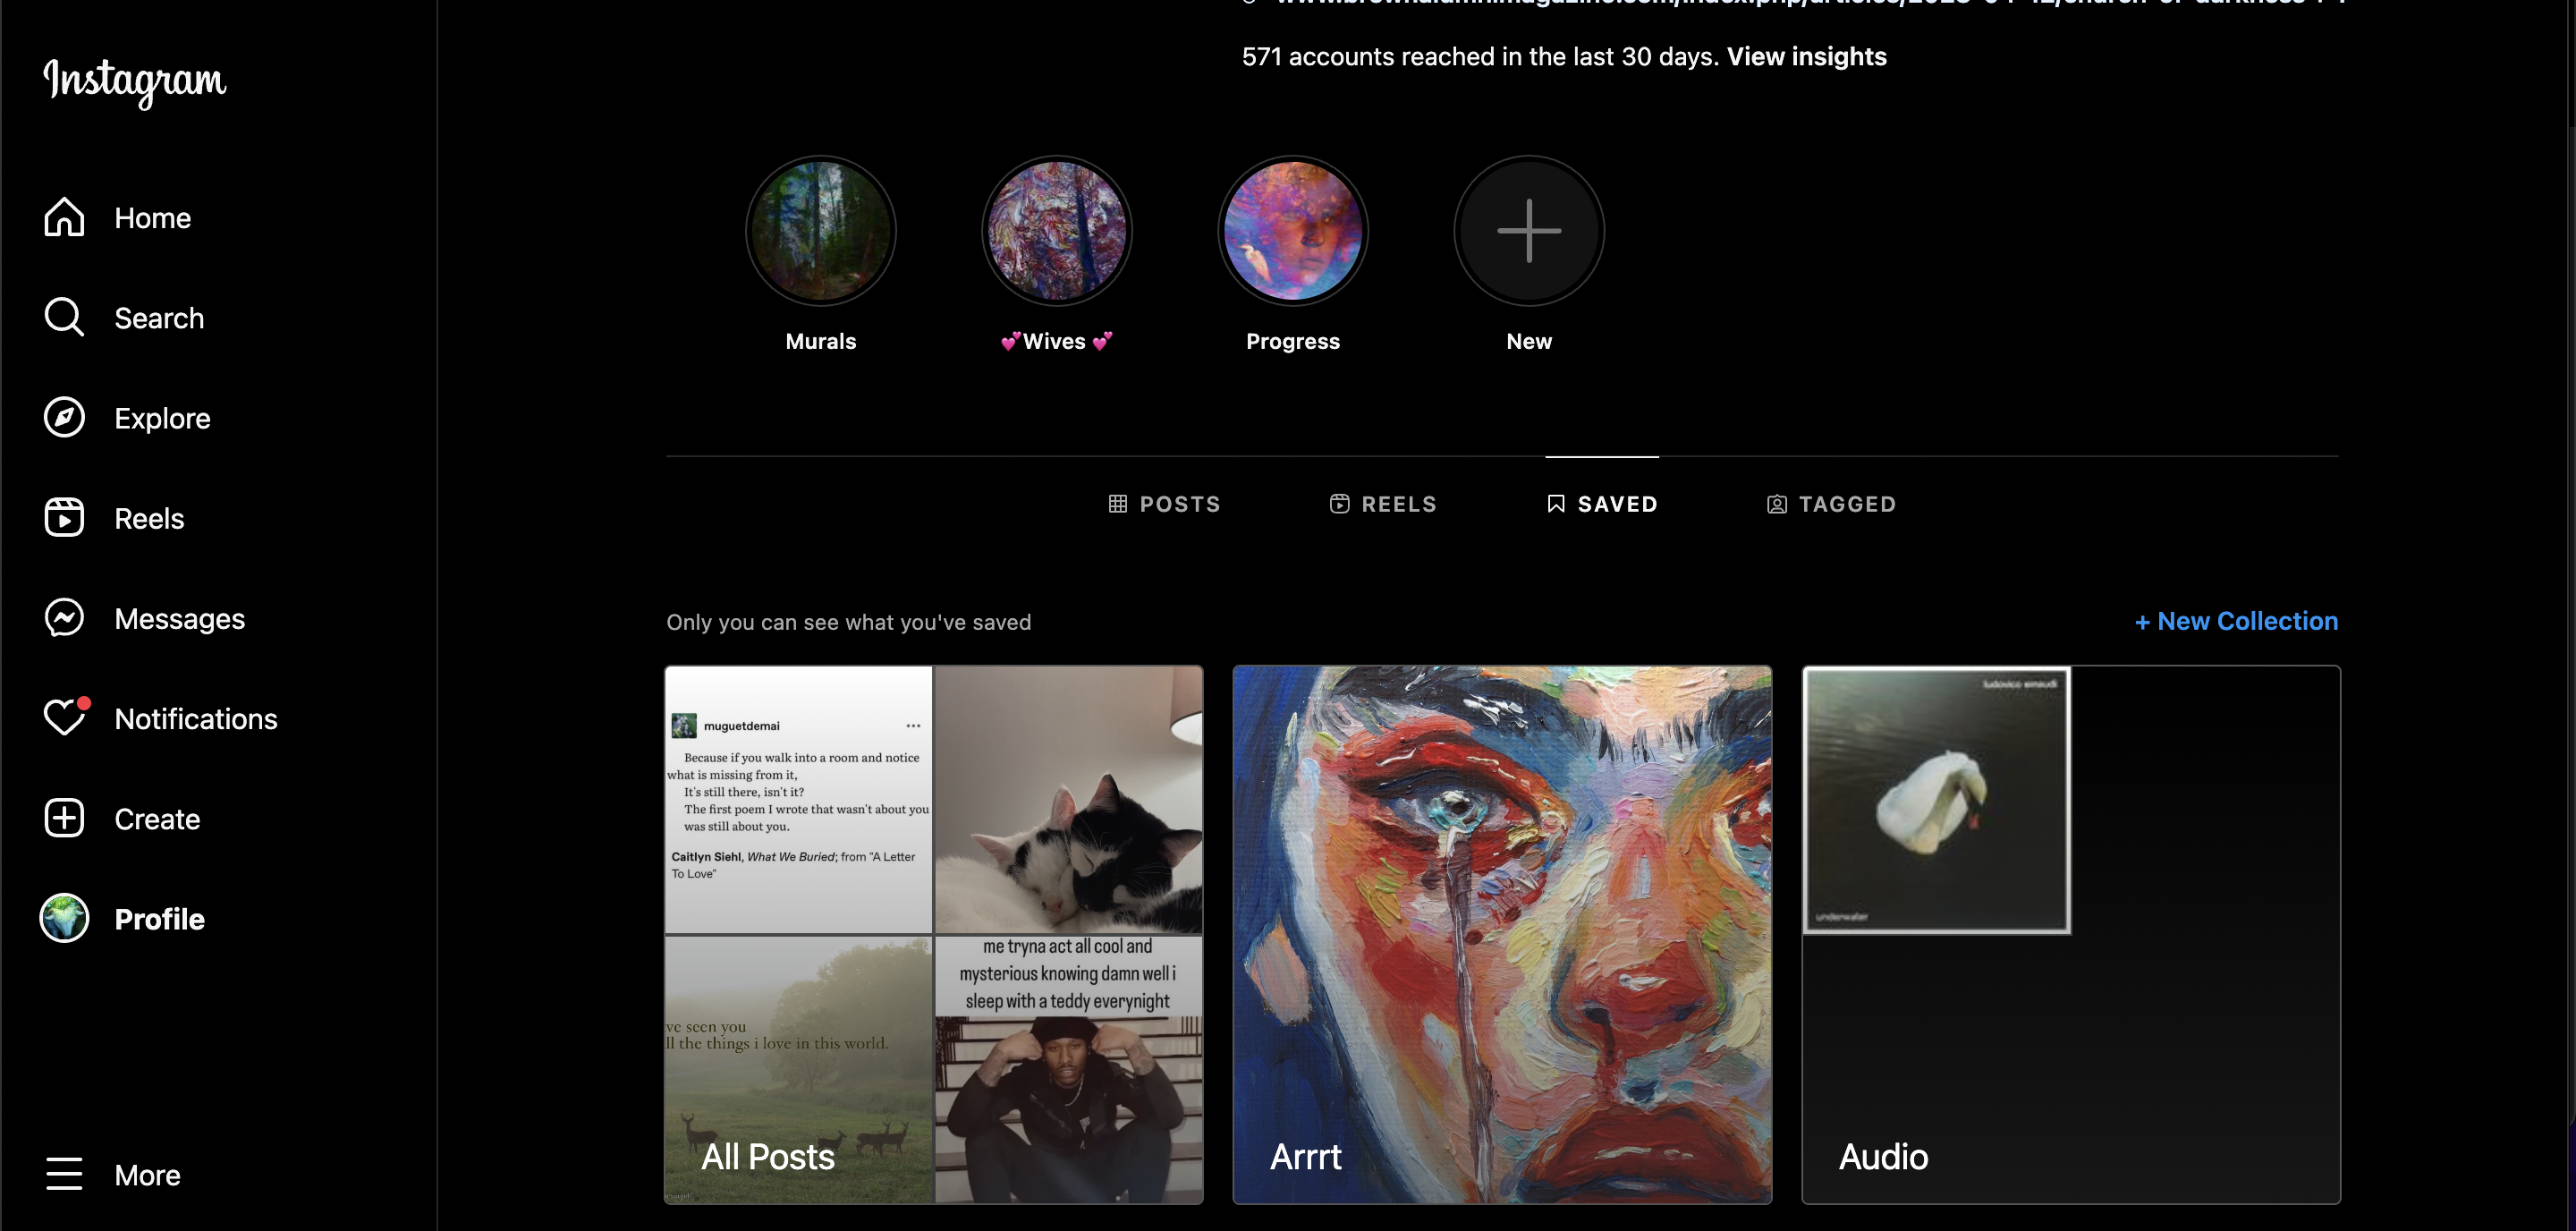 571 accounts reached in the last 30 days. View insights
Instagram
Home
Search
Explore
Reels
Messages
Notifications
Create
Profile
More
Murals
💕Wives 💕
Progress
New
POSTS
REELS
SAVED
TAGGED
Only you can see what you've saved
+ New Collection
muguetdemai
Because if you walk into a room and notice
what is missing from it,
It's still there, isn't it?
The first poem I wrote that wasn't about you
was still about you.
Caitlyn Siehl, What We Buried; from "A Letter
To Love"
ve seen you
ll the things i love in this world.
me tryna act all cool and
mysterious knowing damn well i
sleep with a teddy everynight
All Posts
Arrrt
ludovico einaudi
underwater
Audio